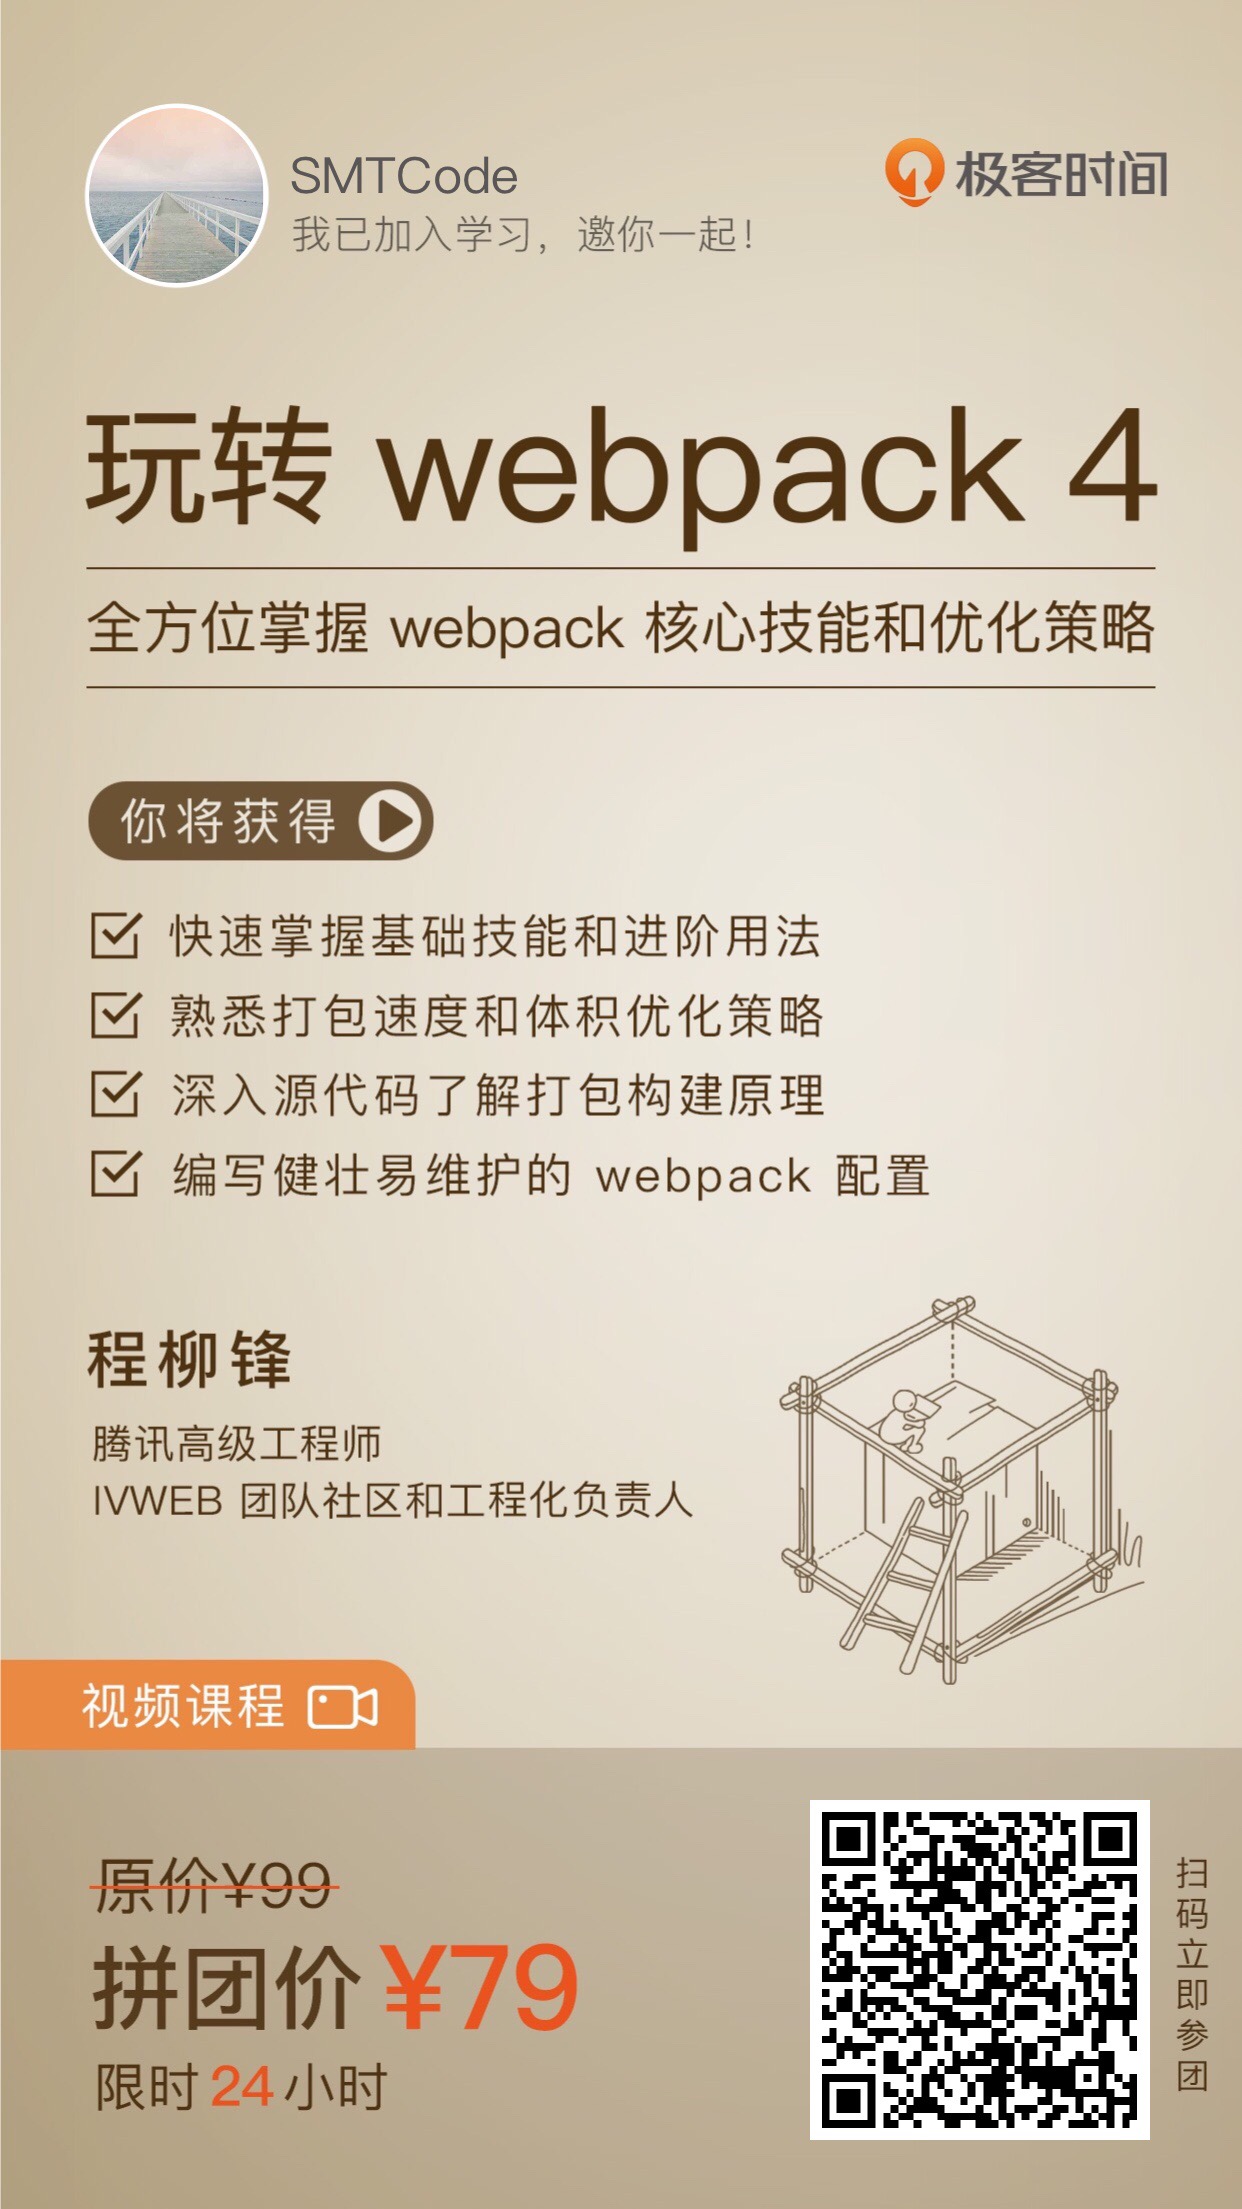 SMTCode
我已加入学习，邀你一起！
极客时间
玩转 webpack 4
全方位掌握 webpack 核心技能和优化策略
你将获得
快速掌握基础技能和进阶用法
熟悉打包速度和体积优化策略
深入源代码了解打包构建原理
编写健壮易维护的 webpack 配置
程柳锋
腾讯高级工程师
IVWEB 团队社区和工程化负责人
视频课程
原价¥99
拼团价¥79
限时24小时
扫码立即参团